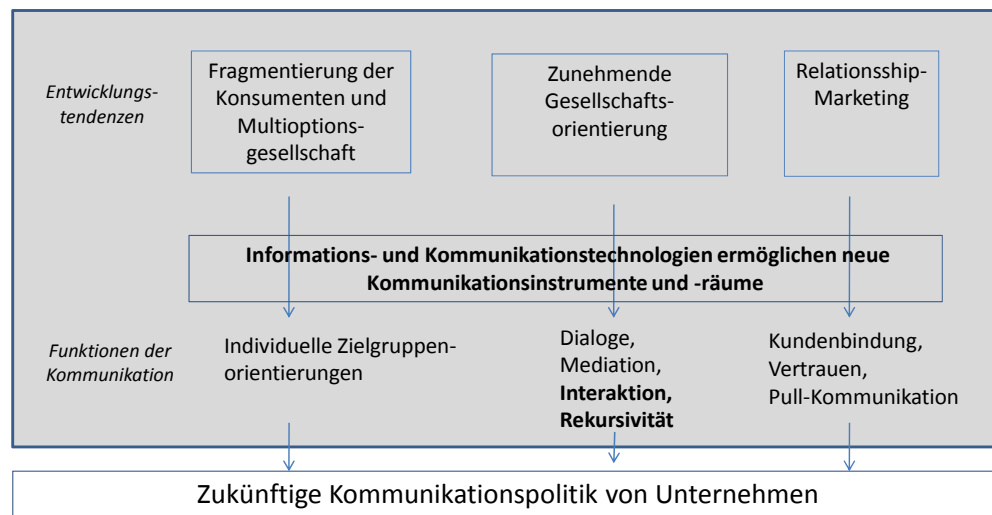 Entwicklungs-
tendenzen
Fragmentierung der
Konsumenten und
Multioptions-
gesellschaft
Zunehmende
Gesellschafts-
orientierung
Relationsship-
Marketing
Informations- und Kommunikationstechnologien ermöglichen neue
Kommunikationsinstrumente und -räume
Funktionen der
Kommunikation
Individuelle Zielgruppen-
orientierungen
Dialoge,
Mediation,
Interaktion,
Rekursivität
Kundenbindung,
Vertrauen,
Pull-Kommunikation
Zukünftige Kommunikationspolitik von Unternehmen